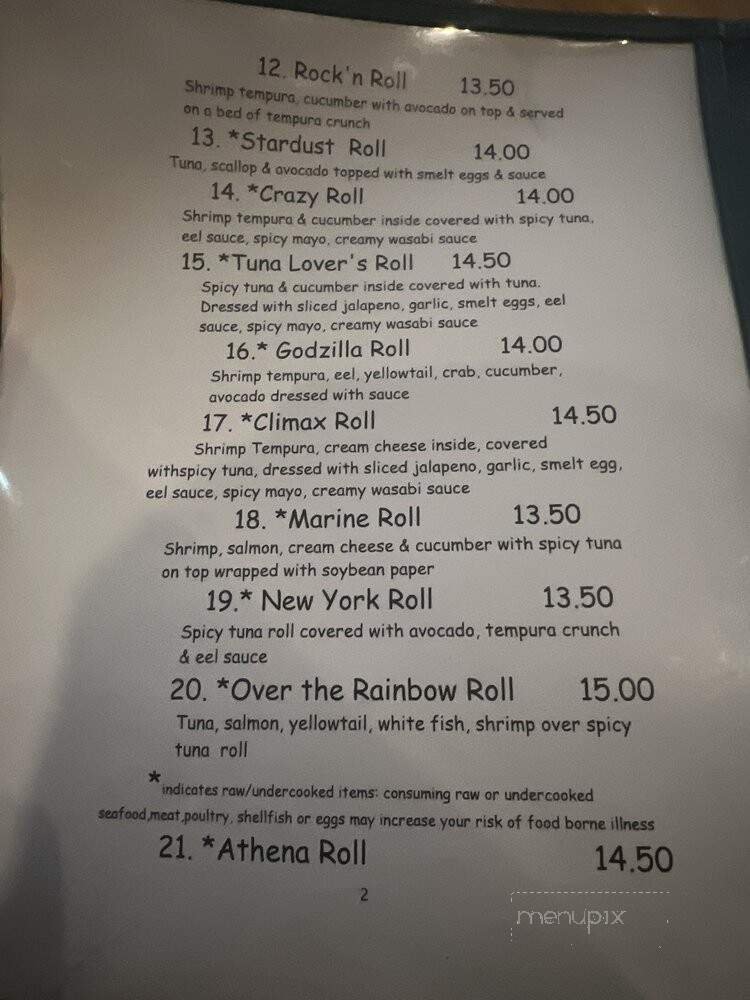 12. Rock'n Roll 13.50
Shrimp tempura, cucumber with avocado on top & served
on a bed of tempura crunch
13. *Stardust Roll 14.00
Tuna, scallop & avocado topped with smelt eggs & sauce
14. *Crazy Roll 14.00
Shrimp tempura & cucumber inside covered with spicy tuna,
eel sauce, spicy mayo, creamy wasabi sauce
15. *Tuna Lover's Roll 14.50
Spicy tuna & cucumber inside covered with tuna.
Dressed with sliced jalapeno, garlic, smelt eggs, eel
sauce, spicy mayo, creamy wasabi sauce
16.* Godzilla Roll 14.00
Shrimp tempura, eel, yellowtail, crab, cucumber,
avocado dressed with sauce
17. *Climax Roll 14.50
Shrimp Tempura, cream cheese inside, covered
withspicy tuna, dressed with sliced jalapeno, garlic, smelt egg,
eel sauce, spicy mayo, creamy wasabi sauce
18. *Marine Roll 13.50
Shrimp, salmon, cream cheese & cucumber with spicy tuna
on top wrapped with soybean paper
19.* New York Roll 13.50
Spicy tuna roll covered with avocado, tempura crunch
& eel sauce
20. *Over the Rainbow Roll 15.00
Tuna, salmon, yellowtail, white fish, shrimp over spicy
tuna roll
*indicates raw/undercooked items: consuming raw or undercooked
seafood,meat,poultry, shellfish or eggs may increase your risk of food borne illness
21. *Athena Roll 14.50
2
menupix